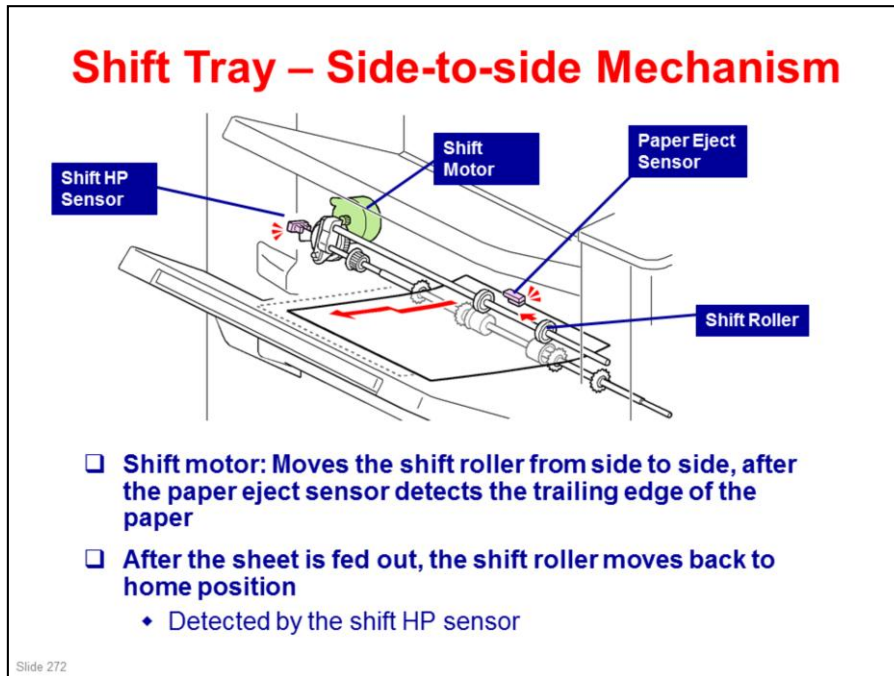 Shift Tray – Side-to-side Mechanism
Shift
Motor
Paper Eject
Sensor
Shift HP
Sensor
Shift Roller
❑ Shift motor: Moves the shift roller from side to side, after
the paper eject sensor detects the trailing edge of the
paper
❑ After the sheet is fed out, the shift roller moves back to
home position
◆ Detected by the shift HP sensor
Slide 272